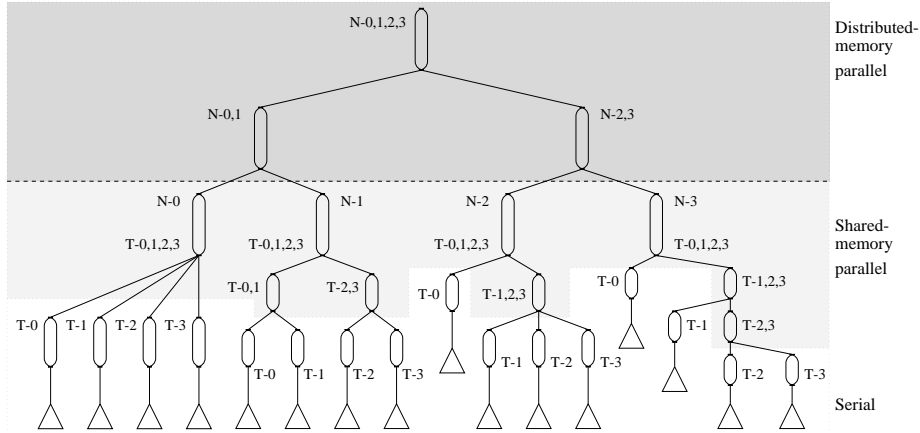 N-0,1,2,3
Distributed-
memory
parallel
N-0,1
N-2,3
N-0
N-1
N-2
N-3
Shared-
memory
parallel
T-0,1,2,3
T-0,1,2,3
T-0,1,2,3
T-0,1,2,3
T-0,1
T-2,3
T-0
T-1,2,3
T-0
T-1,2,3
T-0
T-1
T-2
T-3
T-1
T-2,3
T-0
T-1
T-2
T-3
T-1
T-2
T-3
T-2
T-3
Serial